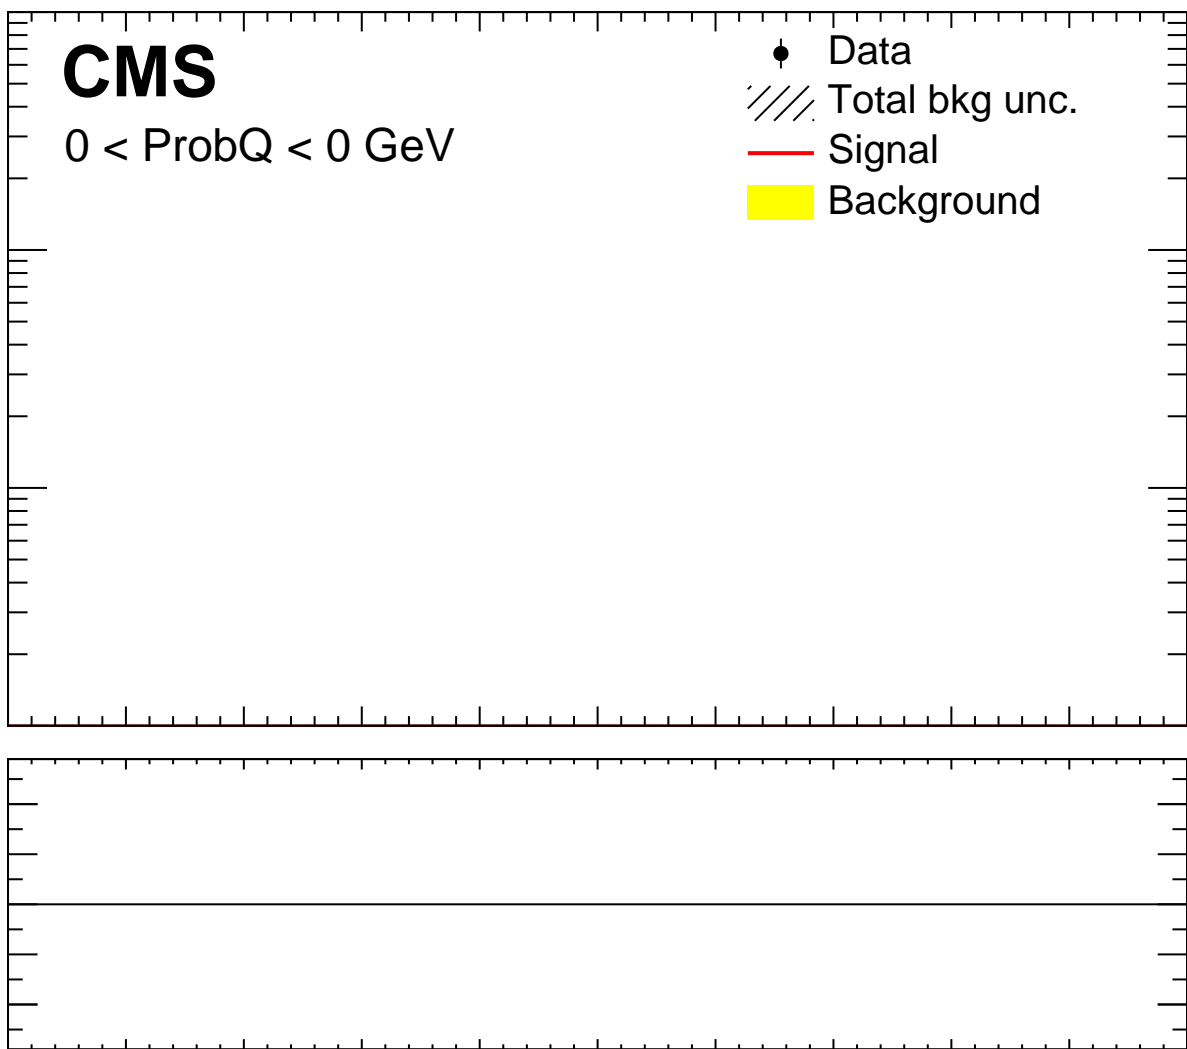 CMS
0 < ProbQ < 0 GeV
Data
Total bkg unc.
Signal
Background